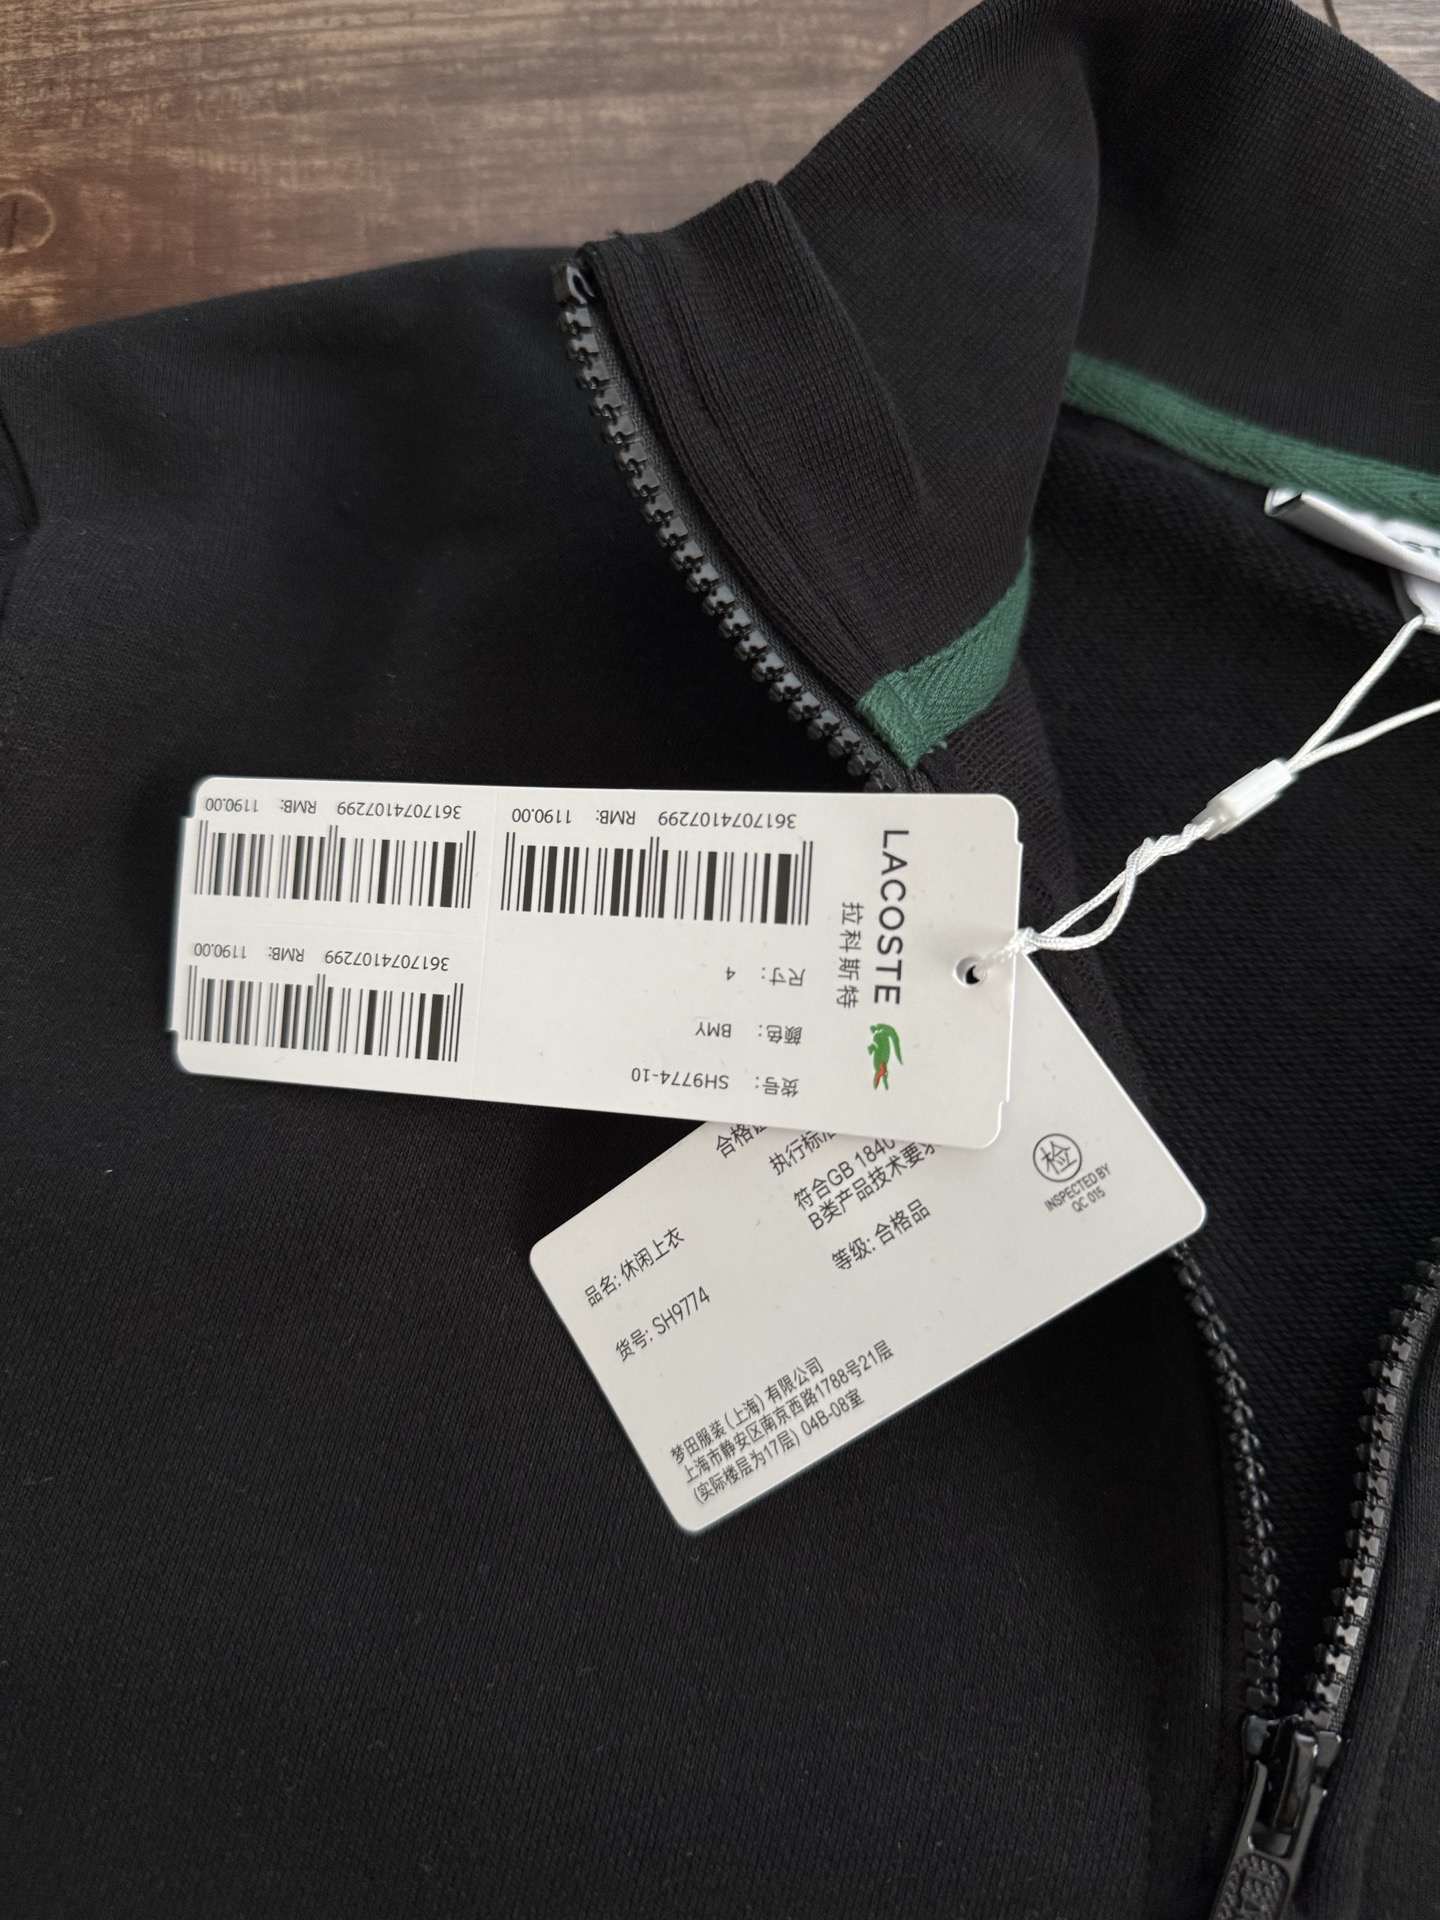 LACOSTE
拉科斯特
货号: SH9774-10
颜色: BMY
尺寸: 4
3617074107299 RMB: 1190.00
3617074107299 RMB: 1190.00
3617074107299 RMB: 1190.00
检
INSPECTED BY
QC 015
合格
执行标
符合GB 1840
B类产品技术要求
等级: 合格品
品名: 休闲上衣
货号: SH9774
梦田服装(上海)有限公司
上海市静安区南京西路1788号21层
(实际楼层为17层) 04B-08室